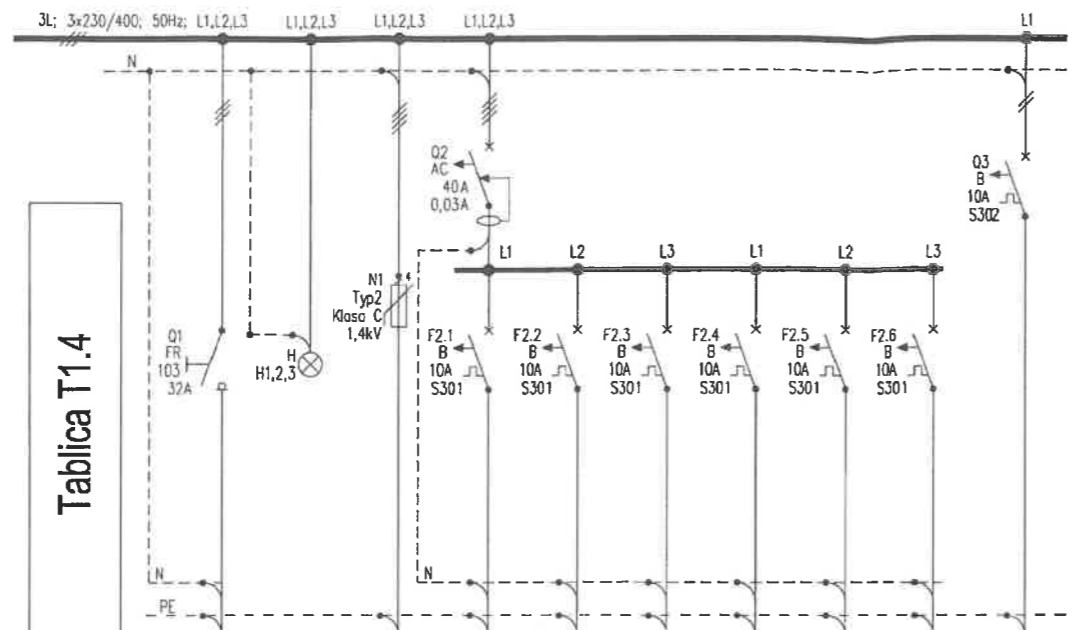 3L; 3x230/400; 50Hz; L1,L2,L3 L1,L2,L3 L1,L2,L3 L1,L2,L3 L1
N
Q2
AC
40A
0,03A
Q3
B
10A
S302
L1 L2 L3 L1 L2 L3
N1
Typ2
Klasa C
1,4kV
Q1
FR
103
32A
H
H1,2,3
F2.1
B
10A
S301
F2.2
B
10A
S301
F2.3
B
10A
S301
F2.4
B
10A
S301
F2.5
B
10A
S301
F2.6
B
10A
S301
Tablica T1.4
N N
PE